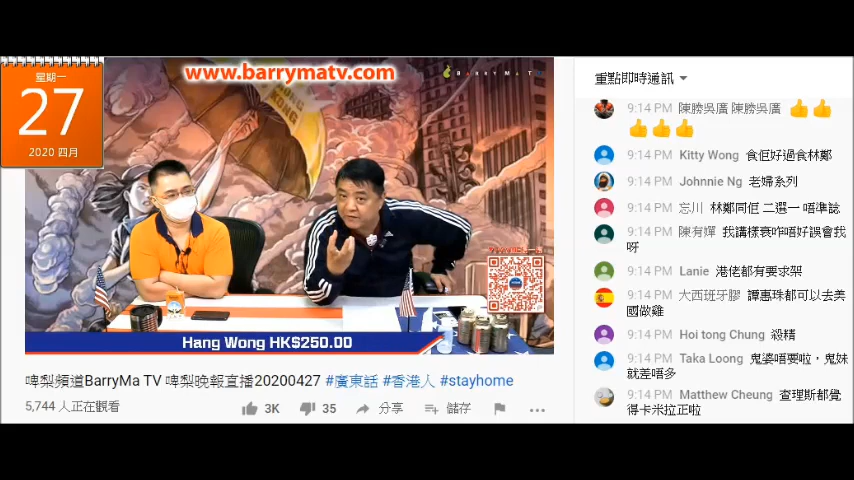 星期一
27
2020 四月
www.barrymatv.com
BARRY MA TV
Hang Wong HK$250.00
啤梨頻道BarryMa TV 啤梨晚報直播20200427 #廣東話 #香港人 #stayhome
5,744 人正在觀看
3K
35
分享
儲存
重點即時通訊
9:14 PM 陳勝吳廣 陳勝吳廣 👍👍
👍👍👍
9:14 PM Kitty Wong 食佢好過食林鄭
9:14 PM Johnnie Ng 老婦系列
9:14 PM 忘川 林鄭同佢 二選一 唔準諗
9:14 PM 陳有嬋 我講樣衰咋唔好誤會我
呀
9:14 PM Lanie 港佬都有要求架
9:14 PM 大西班牙膠 譚惠珠都可以去美
國做雞
9:14 PM Hoi tong Chung 殺精
9:14 PM Taka Loong 鬼婆唔要啦，鬼妹
就差唔多
9:14 PM Matthew Cheung 查理斯都覺
得卡米拉正啦